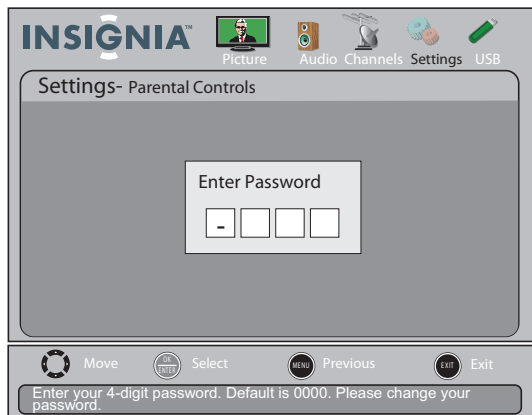 INSIGNIA™
Picture Audio Channels Settings USB
Settings- Parental Controls
Enter Password
-
Move OK ENTER Select MENU Previous EXIT Exit
Enter your 4-digit password. Default is 0000. Please change your
password.